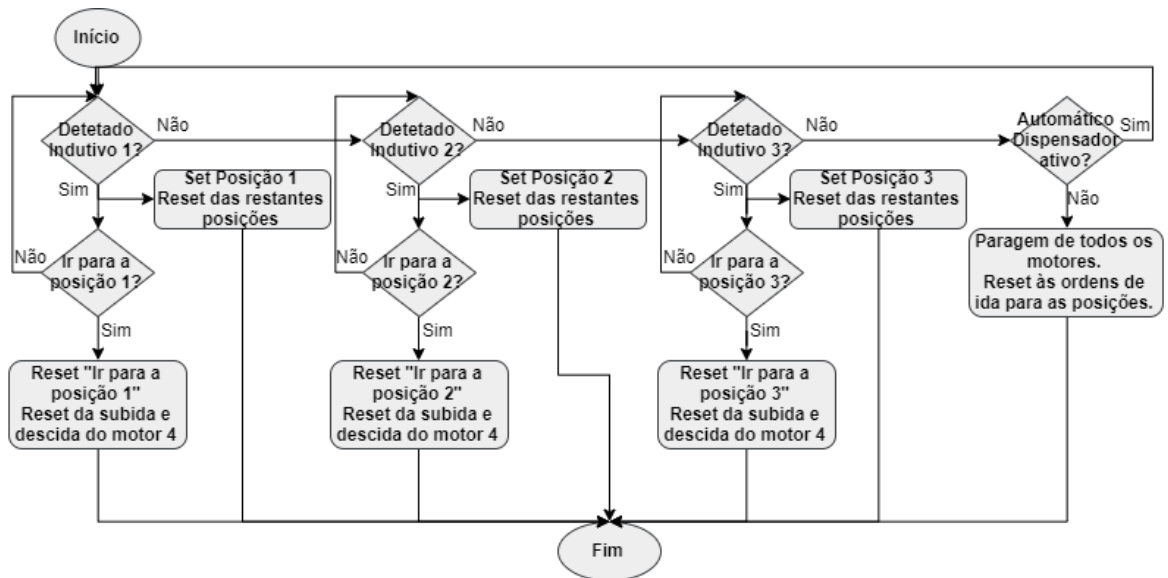 Início
Detetado
Indutivo 1?
Não
Sim
Set Posição 1
Reset das restantes
posições
Não
Ir para a
posição 1?
Sim
Reset "Ir para a
posição 1"
Reset da subida e
descida do motor 4
Detetado
Indutivo 2?
Não
Sim
Set Posição 2
Reset das restantes
posições
Não
Ir para a
posição 2?
Sim
Reset "Ir para a
posição 2"
Reset da subida e
descida do motor 4
Detetado
Indutivo 3?
Não
Sim
Set Posição 3
Reset das restantes
posições
Não
Ir para a
posição 3?
Sim
Reset "Ir para a
posição 3"
Reset da subida e
descida do motor 4
Automático
Dispensador
ativo?
Sim
Não
Paragem de todos os
motores.
Reset às ordens de
ida para as posições.
Fim